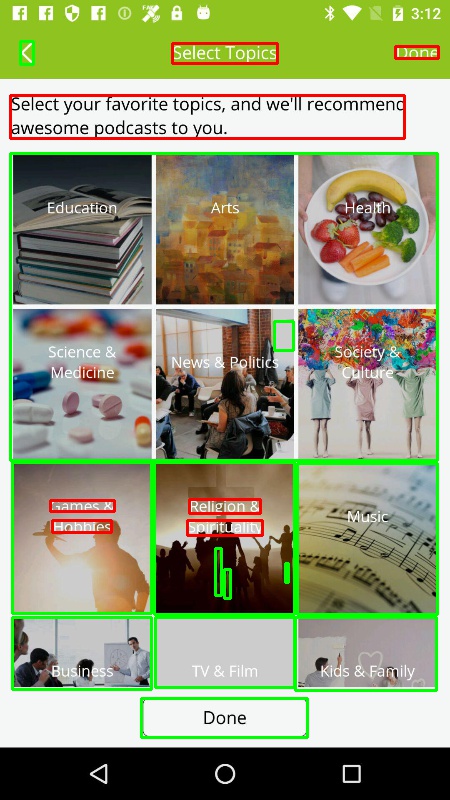 3:12
Select Topics
Done
Select your favorite topics, and we'll recommend
awesome podcasts to you.
Education
Arts
Health
Science &
Medicine
News & Politics
Society &
Culture
Games &
Hobbies
Religion &
Spirituality
Music
Business
TV & Film
Kids & Family
Done